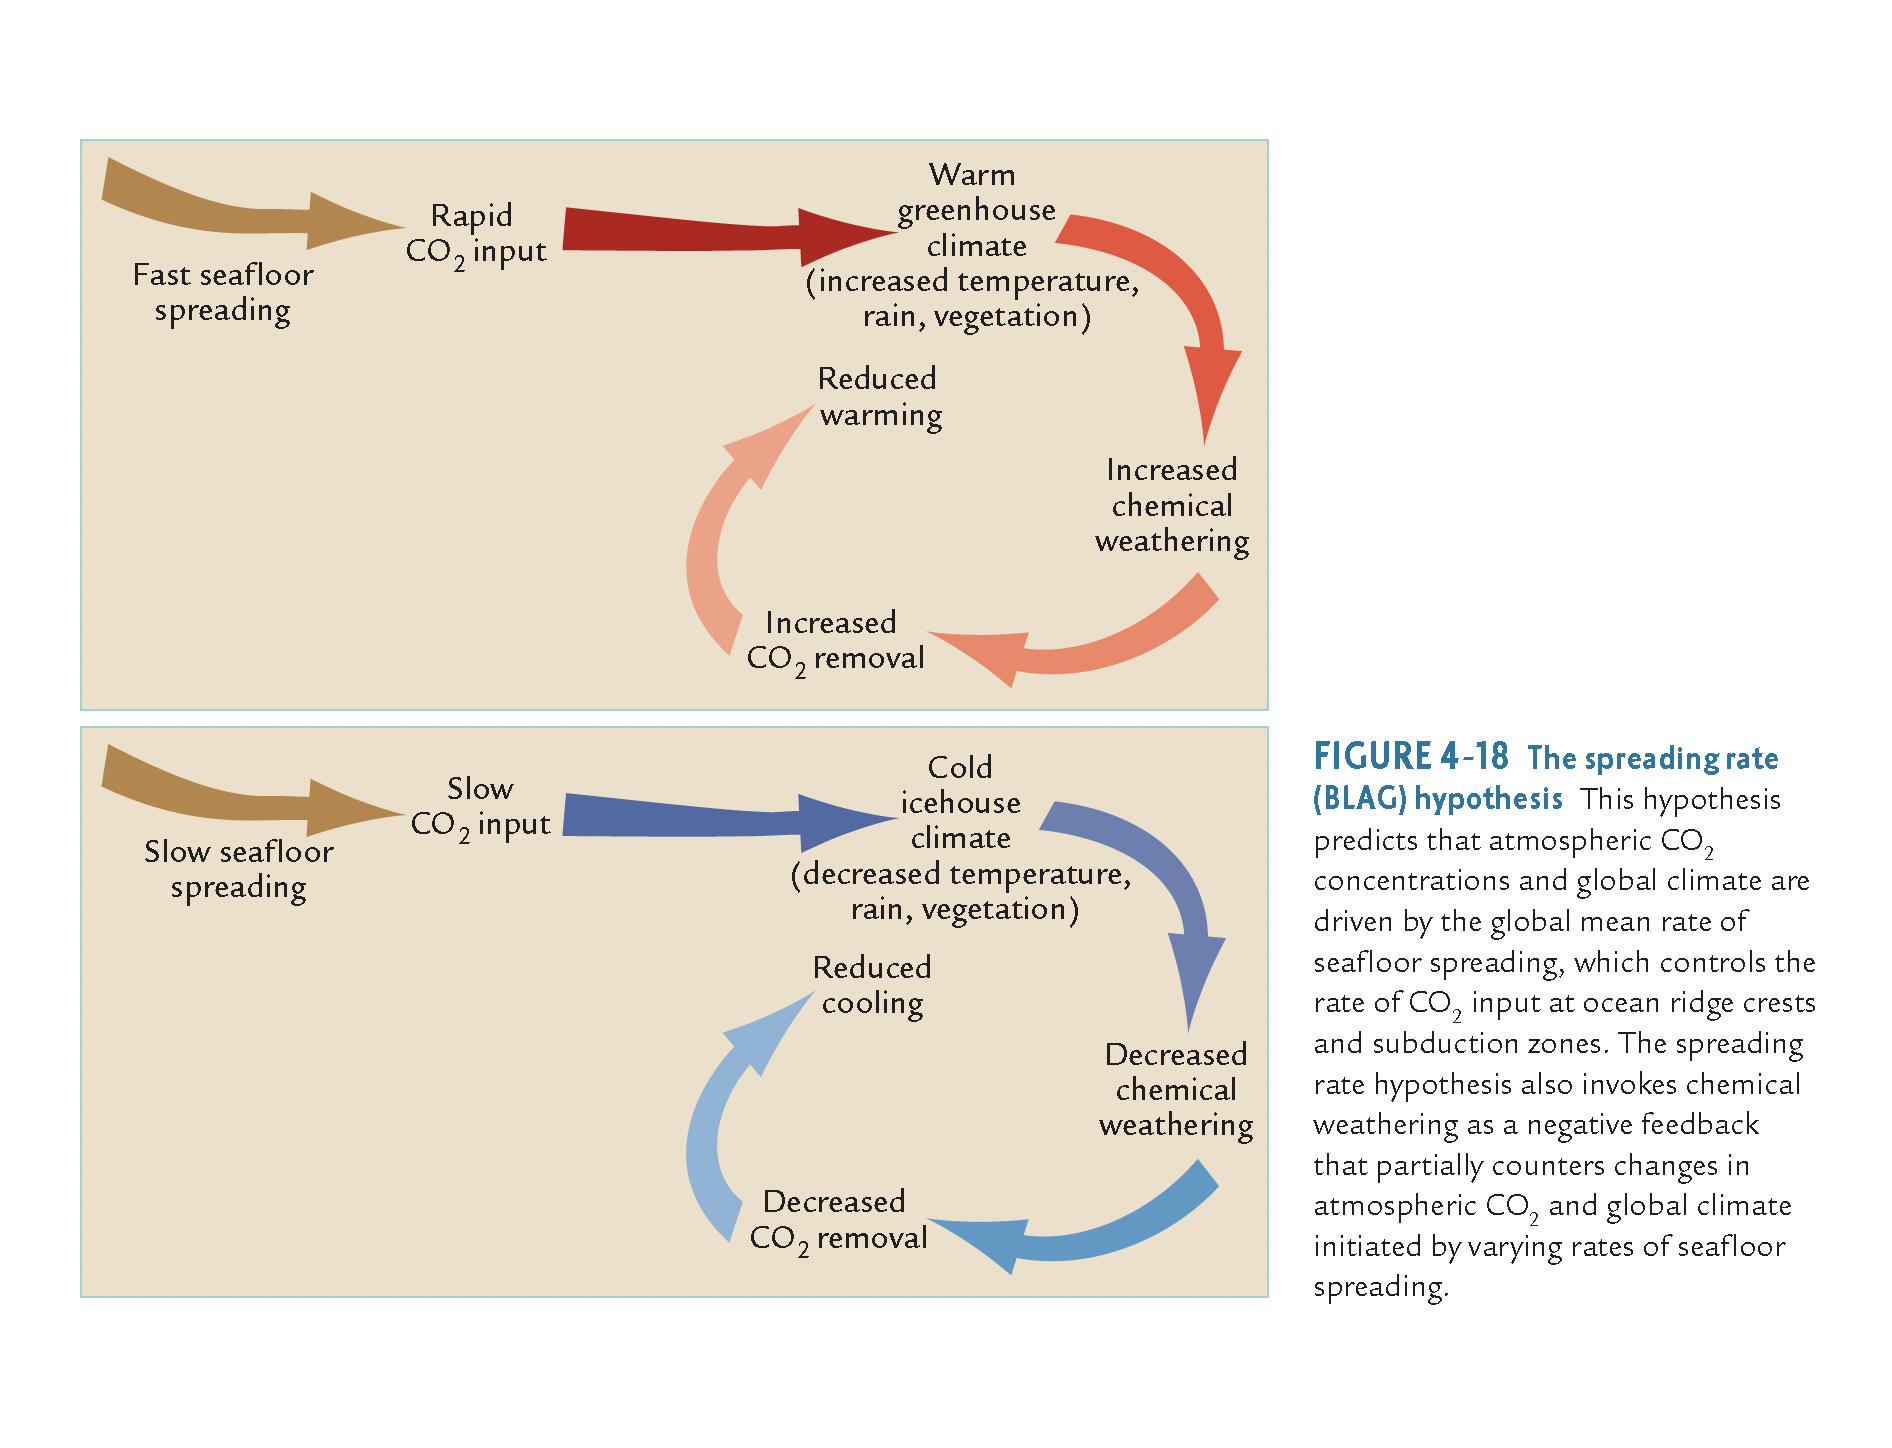 Fast seafloor
spreading
Rapid
CO₂ input
Warm
greenhouse
climate
(increased temperature,
rain, vegetation)
Increased
chemical
weathering
Increased
CO₂ removal
Reduced
warming
Slow seafloor
spreading
Slow
CO₂ input
Cold
icehouse
climate
(decreased temperature,
rain, vegetation)
Decreased
chemical
weathering
Decreased
CO₂ removal
Reduced
cooling
FIGURE 4-18 The spreading rate
(BLAG) hypothesis This hypothesis
predicts that atmospheric CO₂
concentrations and global climate are
driven by the global mean rate of
seafloor spreading, which controls the
rate of CO₂ input at ocean ridge crests
and subduction zones. The spreading
rate hypothesis also invokes chemical
weathering as a negative feedback
that partially counters changes in
atmospheric CO₂ and global climate
initiated by varying rates of seafloor
spreading.